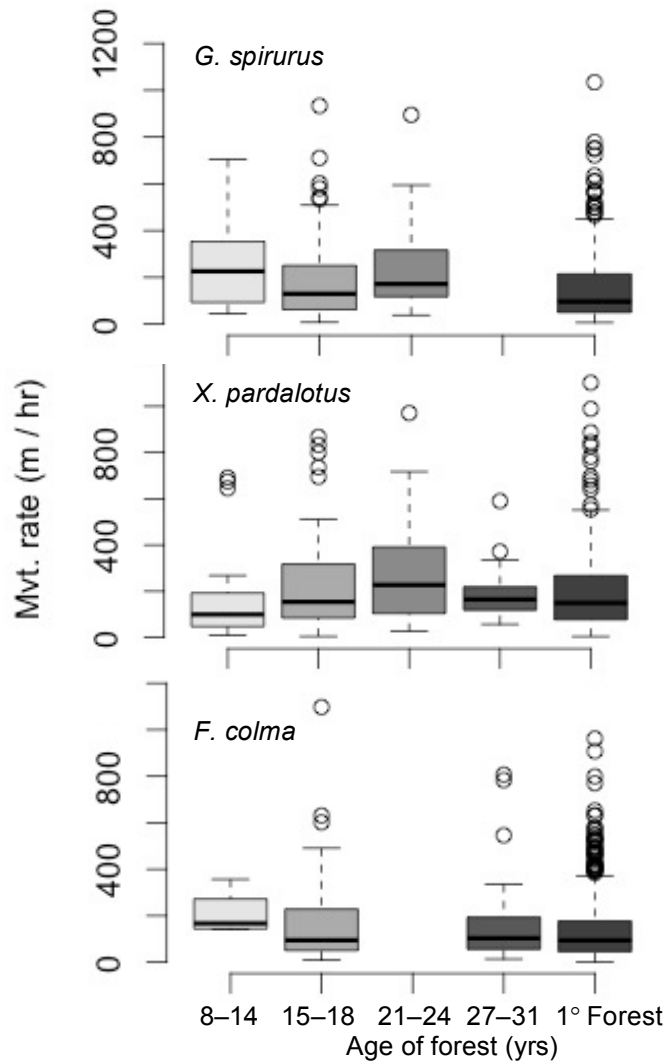 G. spirurus
1200
800
400
0
X. pardalotus
800
400
0
F. colma
800
400
0
Mvt. rate (m / hr)
8–14 15–18 21–24 27–31 1° Forest
Age of forest (yrs)